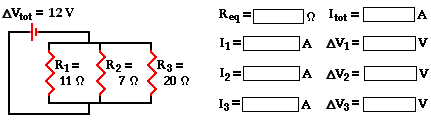 ΔVtot = 12 V
R1 = 11 Ω
R2 = 7 Ω
R3 = 20 Ω
Req = Ω Itot = A
I1 = A ΔV1 = V
I2 = A ΔV2 = V
I3 = A ΔV3 = V